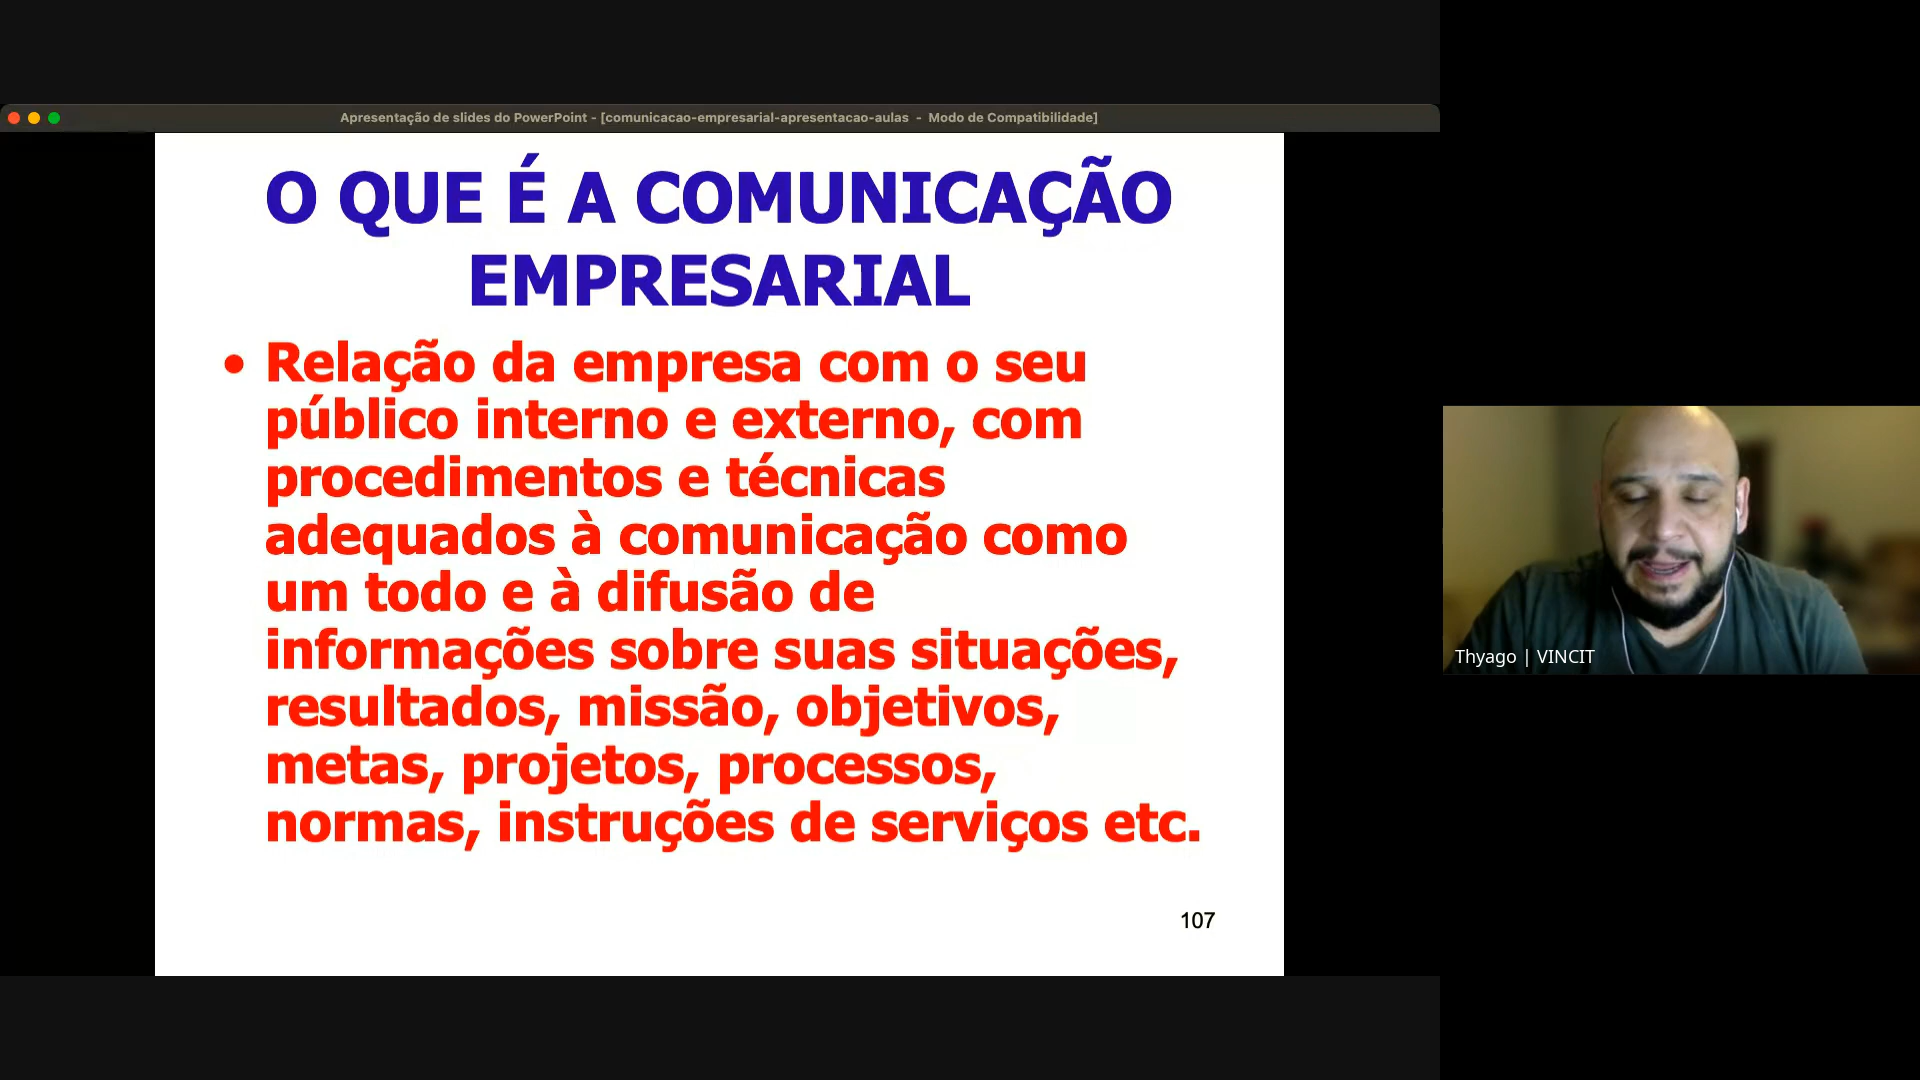 Apresentação de slides do PowerPoint - [comunicacao-empresarial-apresentacao-aulas - Modo de Compatibilidade]
O QUE É A COMUNICAÇÃO
EMPRESARIAL
• Relação da empresa com o seu
público interno e externo, com
procedimentos e técnicas
adequados à comunicação como
um todo e à difusão de
informações sobre suas situações,
resultados, missão, objetivos,
metas, projetos, processos,
normas, instruções de serviços etc.
107
Thyago | VINCIT